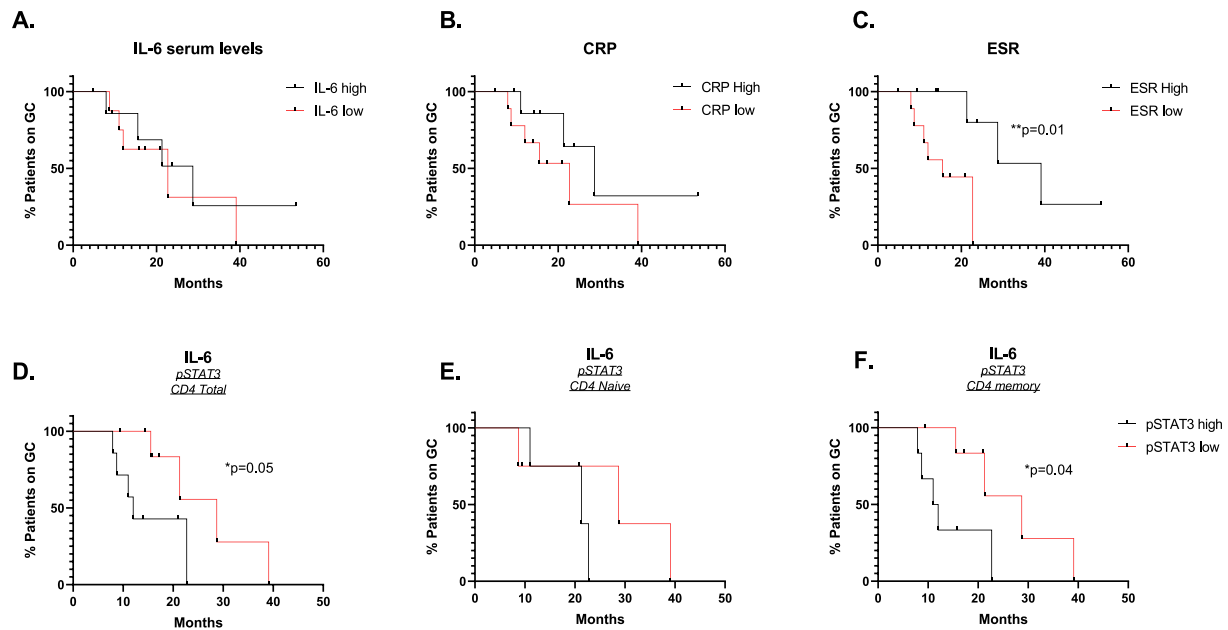 A.
IL-6 serum levels
% Patients on GC
100
50
0
0 20 40 60
Months
IL-6 high
IL-6 low
B.
CRP
% Patients on GC
100
50
0
0 20 40 60
Months
CRP High
CRP low
C.
ESR
% Patients on GC
100
50
0
0 20 40 60
Months
ESR High
ESR low
**p=0.01
D.
IL-6
pSTAT3
CD4 Total
% Patients on GC
100
50
0
0 10 20 30 40 50
Months
*p=0.05
E.
IL-6
pSTAT3
CD4 Naive
% Patients on GC
100
50
0
0 10 20 30 40 50
Months
F.
IL-6
pSTAT3
CD4 memory
% Patients on GC
100
50
0
0 10 20 30 40 50
Months
*p=0.04
pSTAT3 high
pSTAT3 low